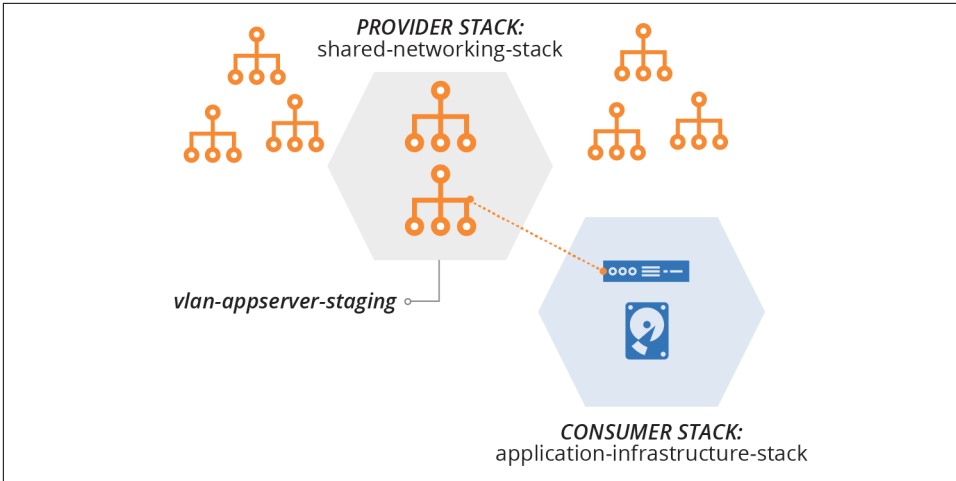 PROVIDER STACK:
shared-networking-stack
vlan-appserver-staging
CONSUMER STACK:
application-infrastructure-stack